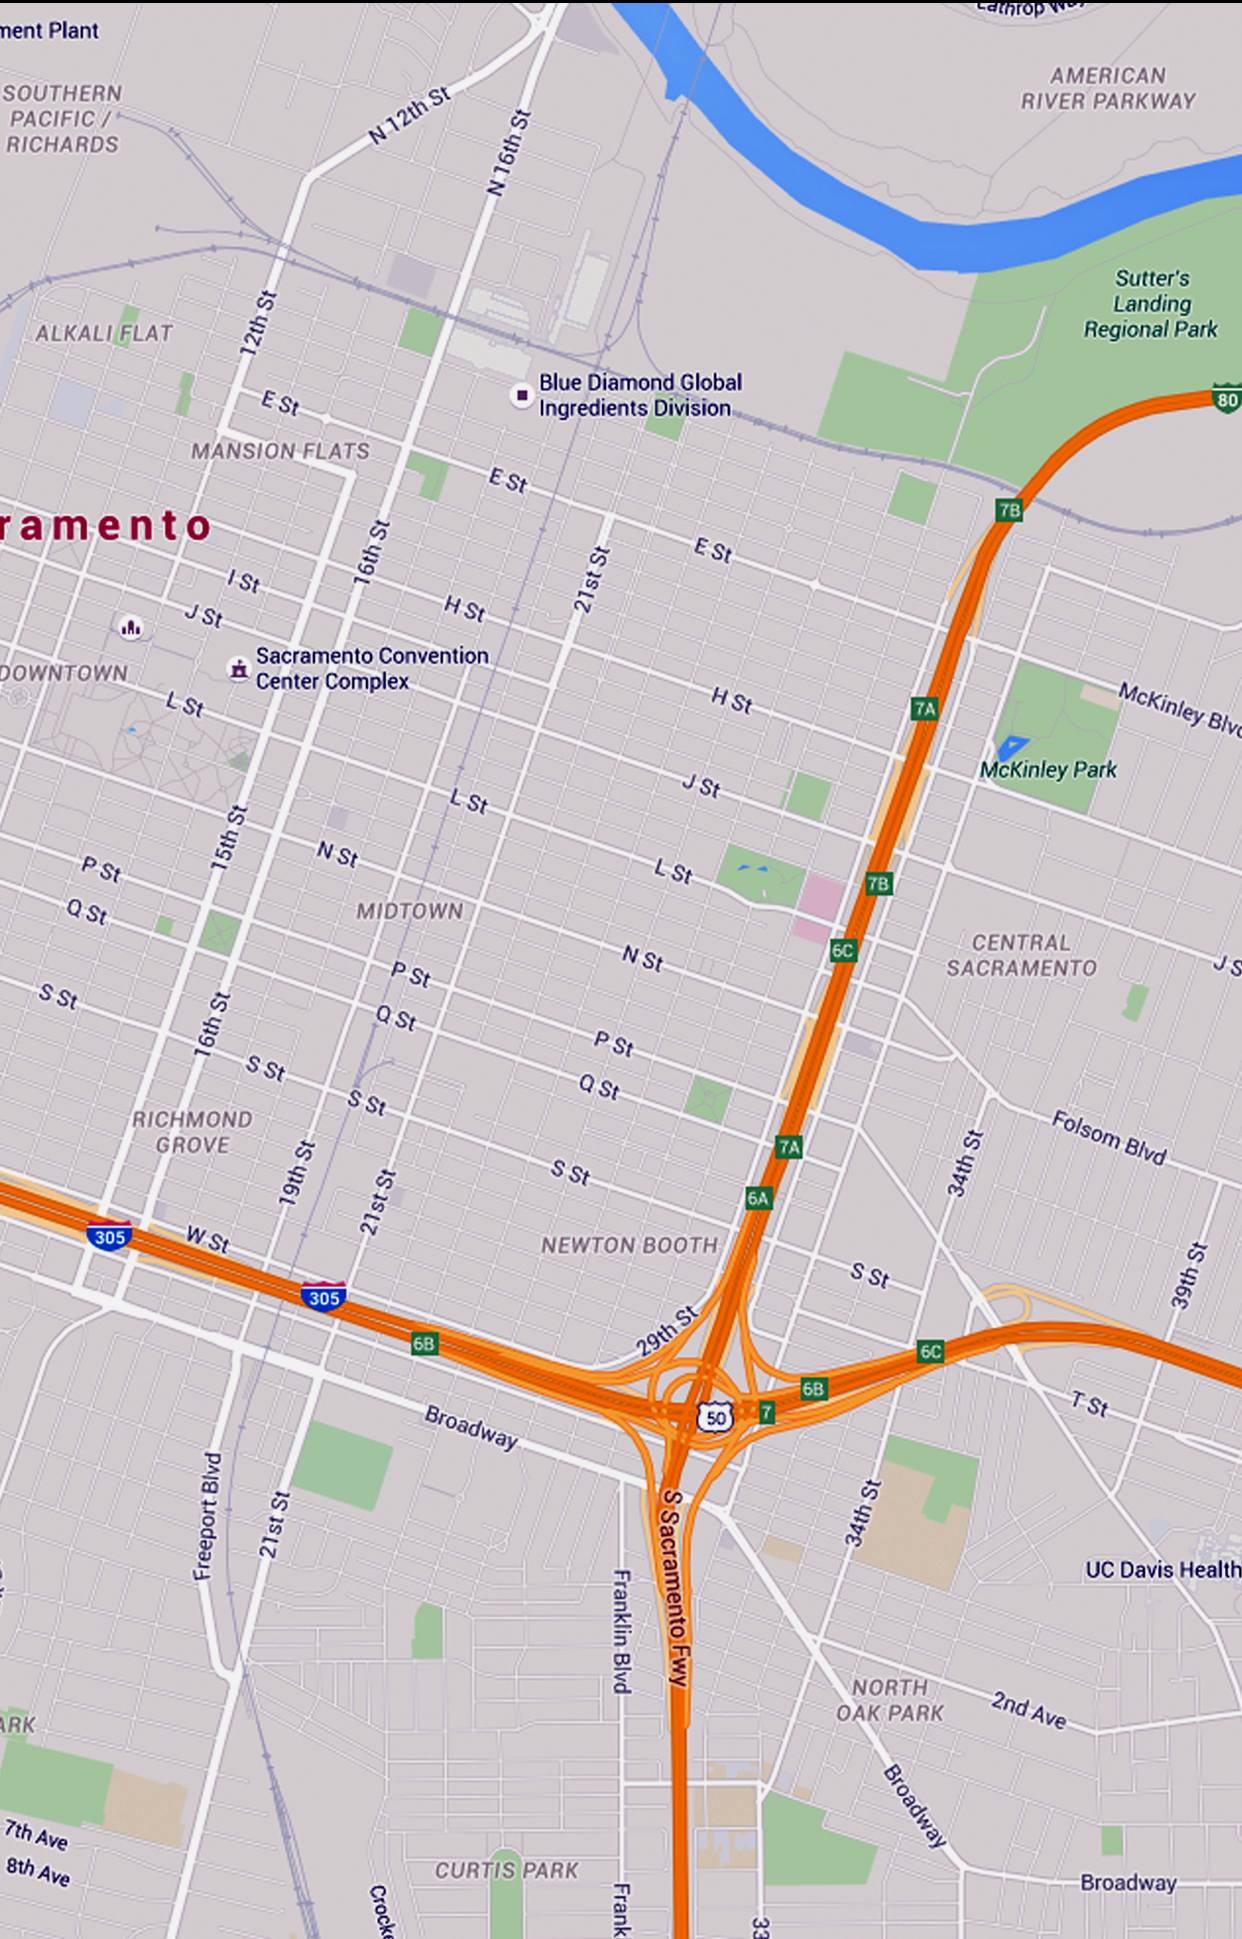 ment Plant
Lathrop Way
SOUTHERN
PACIFIC /
RICHARDS
AMERICAN
RIVER PARKWAY
N 12th St
N 16th St
Sutter's
Landing
Regional Park
12th St
ALKALI FLAT
Blue Diamond Global
Ingredients Division
80
E St
MANSION FLATS
E St
7B
ramento
16th St
21st St
E St
I St
J St
H St
Sacramento Convention
Center Complex
DOWNTOWN
L St
H St
7A
McKinley Blvd
McKinley Park
J St
L St
15th St
N St
P St
L St
7B
Q St
MIDTOWN
6C
CENTRAL
SACRAMENTO
J S
N St
P St
S St
16th St
Q St
P St
S St
Q St
S St
RICHMOND
GROVE
7A
Folsom Blvd
34th St
19th St
21st St
S St
6A
305
W St
NEWTON BOOTH
S St
39th St
305
29th St
6B
6C
6B
50
7
T St
Broadway
Freeport Blvd
21st St
34th St
S Sacramento Fwy
UC Davis Health
Franklin Blvd
NORTH
OAK PARK
2nd Ave
ARK
Broadway
7th Ave
8th Ave
CURTIS PARK
Crocke
Frank
33
Broadway